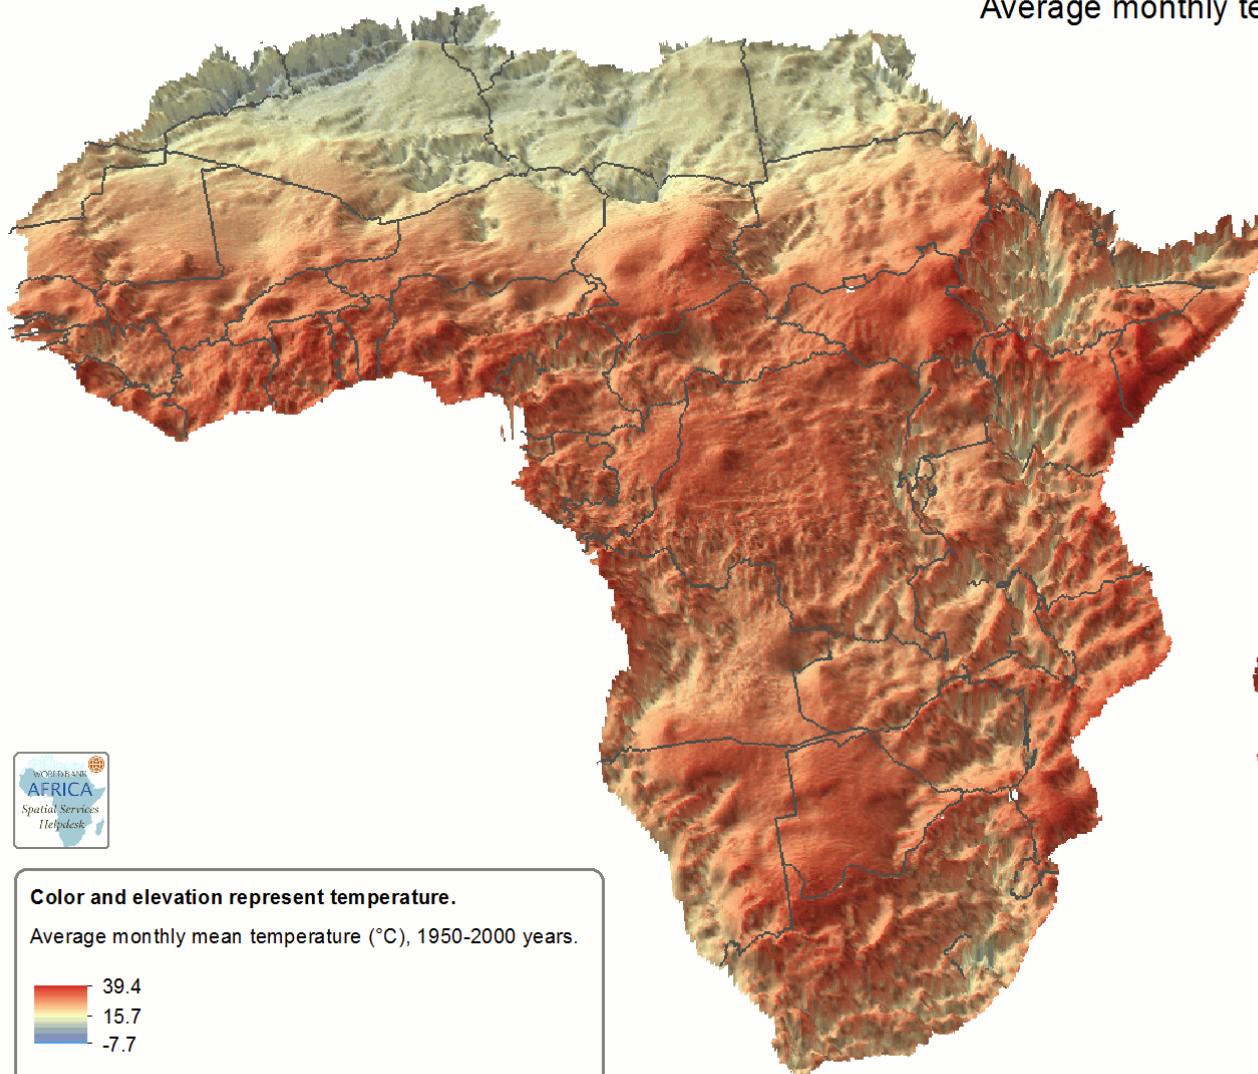 Average monthly te
WORLD BANK
AFRICA
Spatial Services
Helpdesk
Color and elevation represent temperature.
Average monthly mean temperature (°C), 1950-2000 years.
39.4
15.7
-7.7